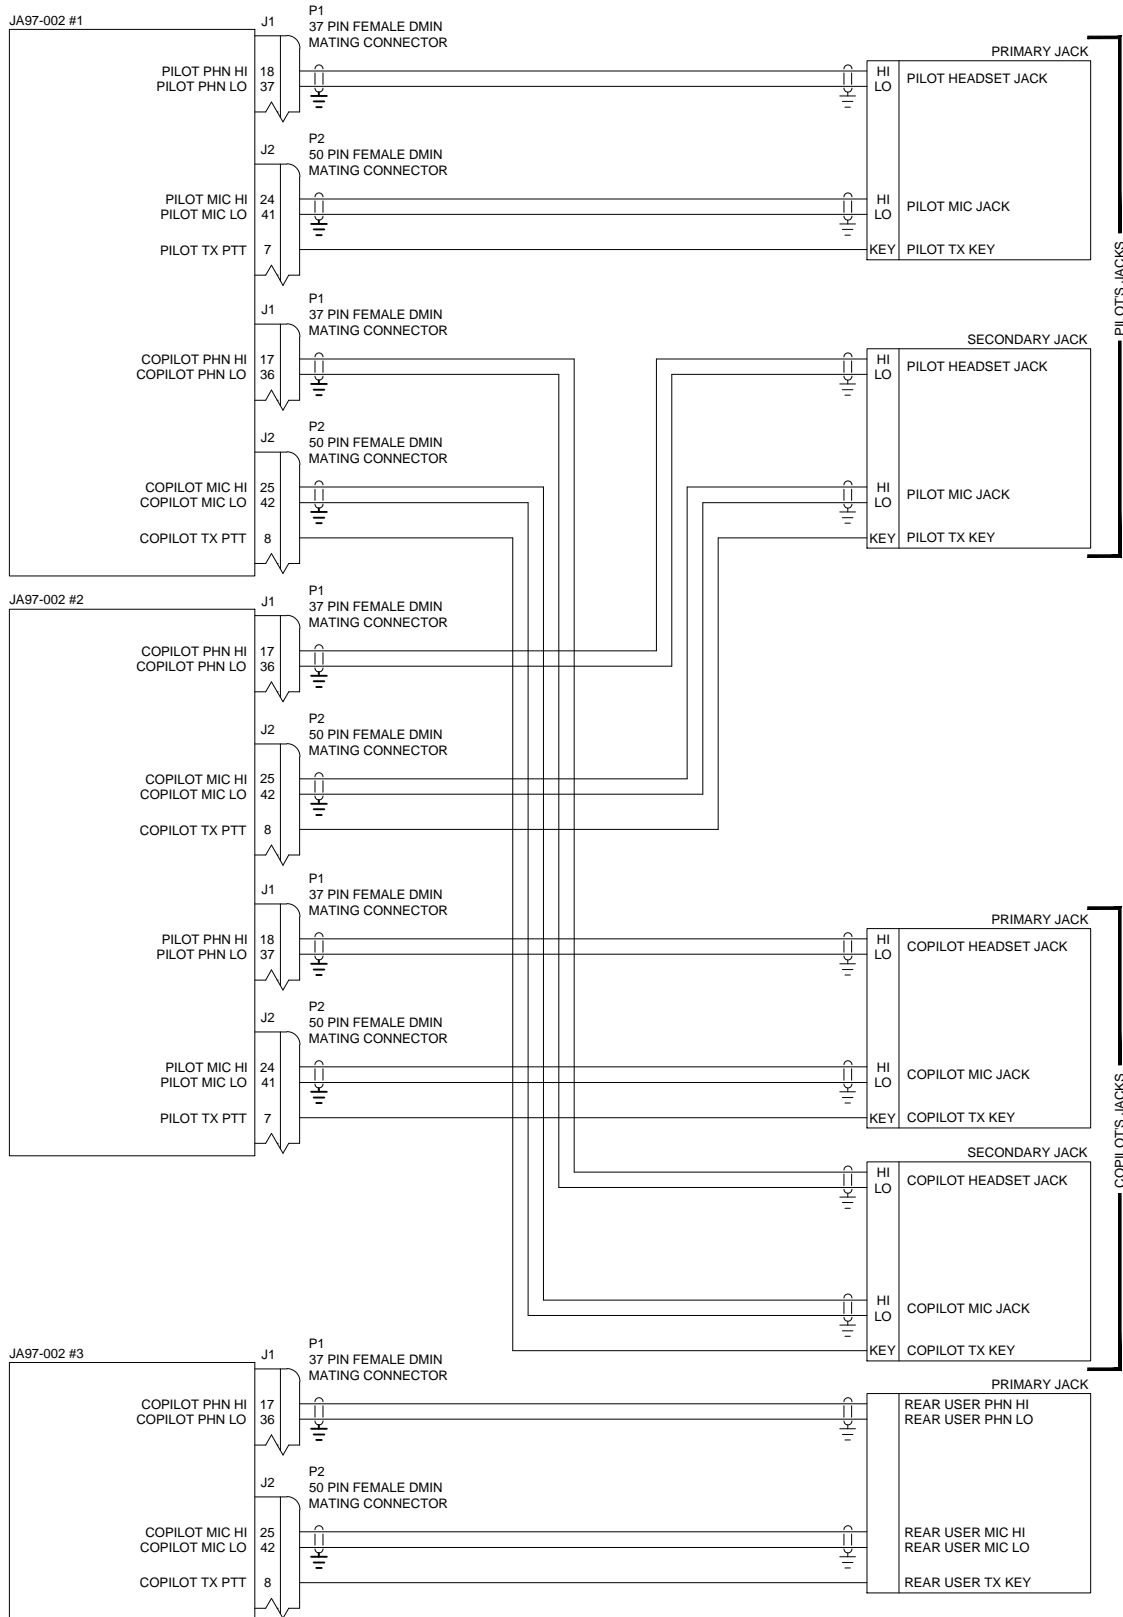 JA97-002 #1
J1
P1
37 PIN FEMALE DMIN
MATING CONNECTOR
PILOT PHN HI 18
PILOT PHN LO 37
PRIMARY JACK
HI PILOT HEADSET JACK
LO
J2
P2
50 PIN FEMALE DMIN
MATING CONNECTOR
PILOT MIC HI 24
PILOT MIC LO 41
PILOT TX PTT 7
HI PILOT MIC JACK
LO
KEY PILOT TX KEY
PILOT'S JACKS
J1
P1
37 PIN FEMALE DMIN
MATING CONNECTOR
COPILOT PHN HI 17
COPILOT PHN LO 36
SECONDARY JACK
HI PILOT HEADSET JACK
LO
J2
P2
50 PIN FEMALE DMIN
MATING CONNECTOR
COPILOT MIC HI 25
COPILOT MIC LO 42
COPILOT TX PTT 8
HI PILOT MIC JACK
LO
KEY PILOT TX KEY
JA97-002 #2
J1
P1
37 PIN FEMALE DMIN
MATING CONNECTOR
COPILOT PHN HI 17
COPILOT PHN LO 36
J2
P2
50 PIN FEMALE DMIN
MATING CONNECTOR
COPILOT MIC HI 25
COPILOT MIC LO 42
COPILOT TX PTT 8
J1
P1
37 PIN FEMALE DMIN
MATING CONNECTOR
PILOT PHN HI 18
PILOT PHN LO 37
PRIMARY JACK
HI COPILOT HEADSET JACK
LO
J2
P2
50 PIN FEMALE DMIN
MATING CONNECTOR
PILOT MIC HI 24
PILOT MIC LO 41
PILOT TX PTT 7
HI COPILOT MIC JACK
LO
KEY COPILOT TX KEY
COPILOT'S JACKS
SECONDARY JACK
HI COPILOT HEADSET JACK
LO
HI COPILOT MIC JACK
LO
KEY COPILOT TX KEY
JA97-002 #3
J1
P1
37 PIN FEMALE DMIN
MATING CONNECTOR
COPILOT PHN HI 17
COPILOT PHN LO 36
PRIMARY JACK
REAR USER PHN HI
REAR USER PHN LO
J2
P2
50 PIN FEMALE DMIN
MATING CONNECTOR
COPILOT MIC HI 25
COPILOT MIC LO 42
COPILOT TX PTT 8
REAR USER MIC HI
REAR USER MIC LO
REAR USER TX KEY